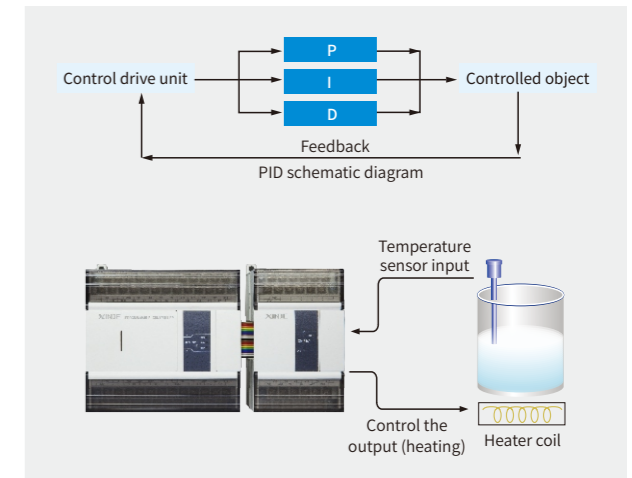 P
Control drive unit
I
Controlled object
D
Feedback
PID schematic diagram
Temperature
sensor input
Control the
output (heating)
Heater coil